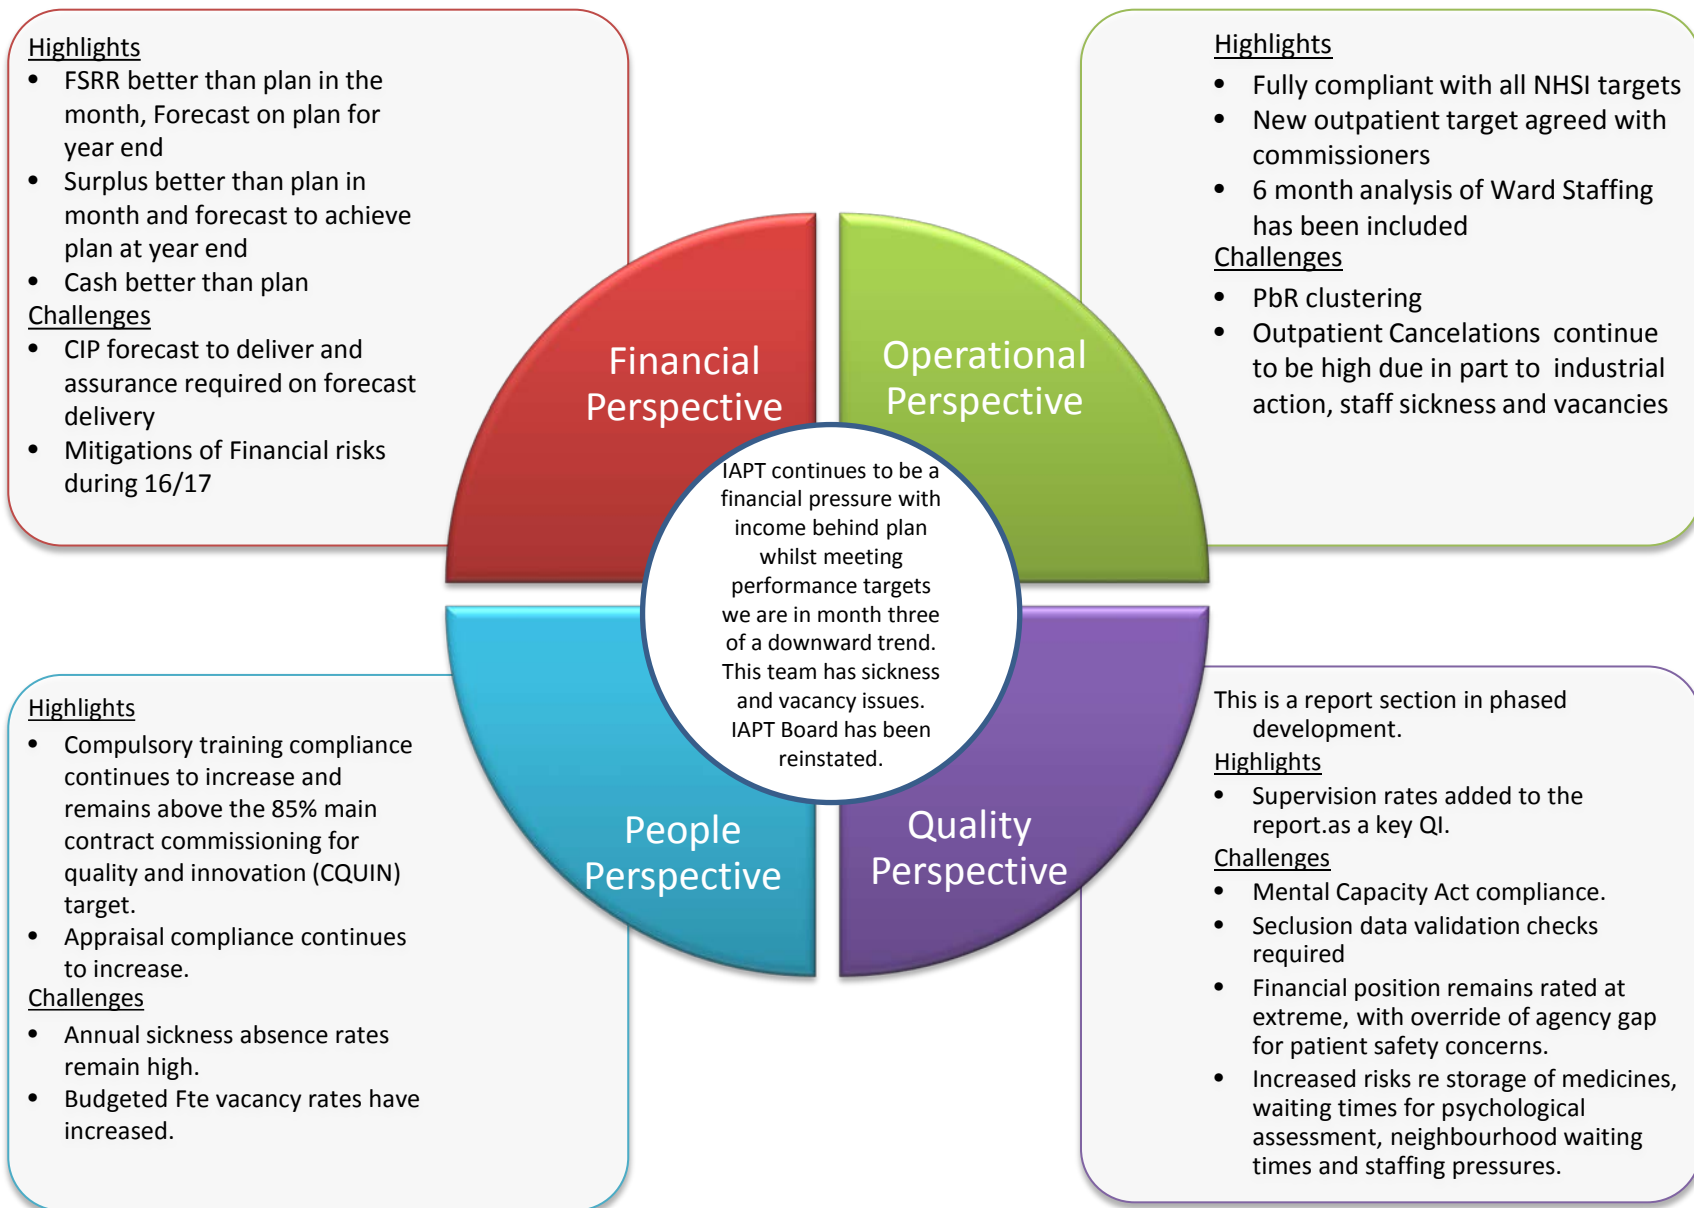 Highlights
• FSRR better than plan in the
month, Forecast on plan for
year end
• Surplus better than plan in
month and forecast to achieve
plan at year end
• Cash better than plan
Challenges
• CIP forecast to deliver and
assurance required on forecast
delivery
• Mitigations of Financial risks
during 16/17
Highlights
• Fully compliant with all NHSI targets
• New outpatient target agreed with
commissioners
• 6 month analysis of Ward Staffing
has been included
Challenges
• PbR clustering
• Outpatient Cancelations continue
to be high due in part to industrial
action, staff sickness and vacancies
Financial
Perspective
Operational
Perspective
IAPT continues to be a
financial pressure with
income behind plan
whilst meeting
performance targets
we are in month three
of a downward trend.
This team has sickness
and vacancy issues.
IAPT Board has been
reinstated.
People
Perspective
Quality
Perspective
Highlights
• Compulsory training compliance
continues to increase and
remains above the 85% main
contract commissioning for
quality and innovation (CQUIN)
target.
• Appraisal compliance continues
to increase.
Challenges
• Annual sickness absence rates
remain high.
• Budgeted Fte vacancy rates have
increased.
This is a report section in phased
development.
Highlights
• Supervision rates added to the
report.as a key QI.
Challenges
• Mental Capacity Act compliance.
• Seclusion data validation checks
required
• Financial position remains rated at
extreme, with override of agency gap
for patient safety concerns.
• Increased risks re storage of medicines,
waiting times for psychological
assessment, neighbourhood waiting
times and staffing pressures.